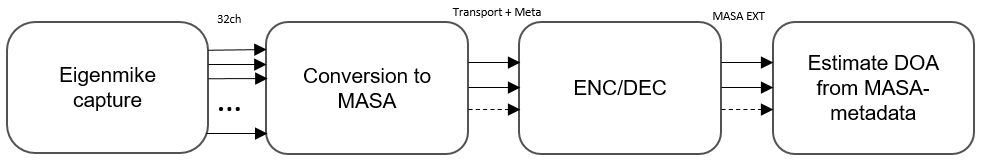 32ch
Transport + Meta
MASA EXT
Eigenmike
capture
...
Conversion to
MASA
ENC/DEC
Estimate DOA
from MASA-
metadata